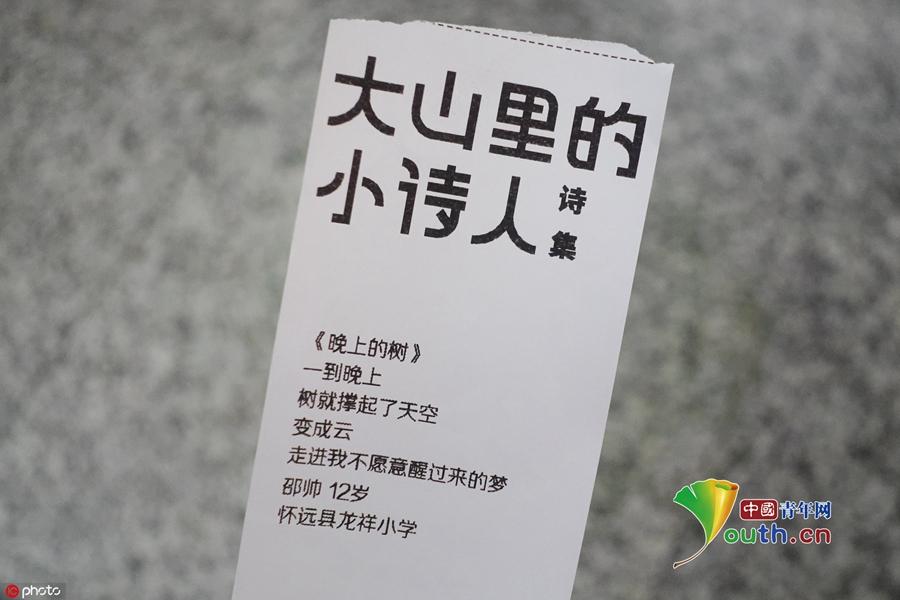 大山里的
小诗人
诗集
《晚上的树》
一到晚上
树就撑起了天空
变成云
走进我不愿意醒过来的梦
邵帅 12岁
怀远县龙祥小学
中國青年网
youth.cn
photo